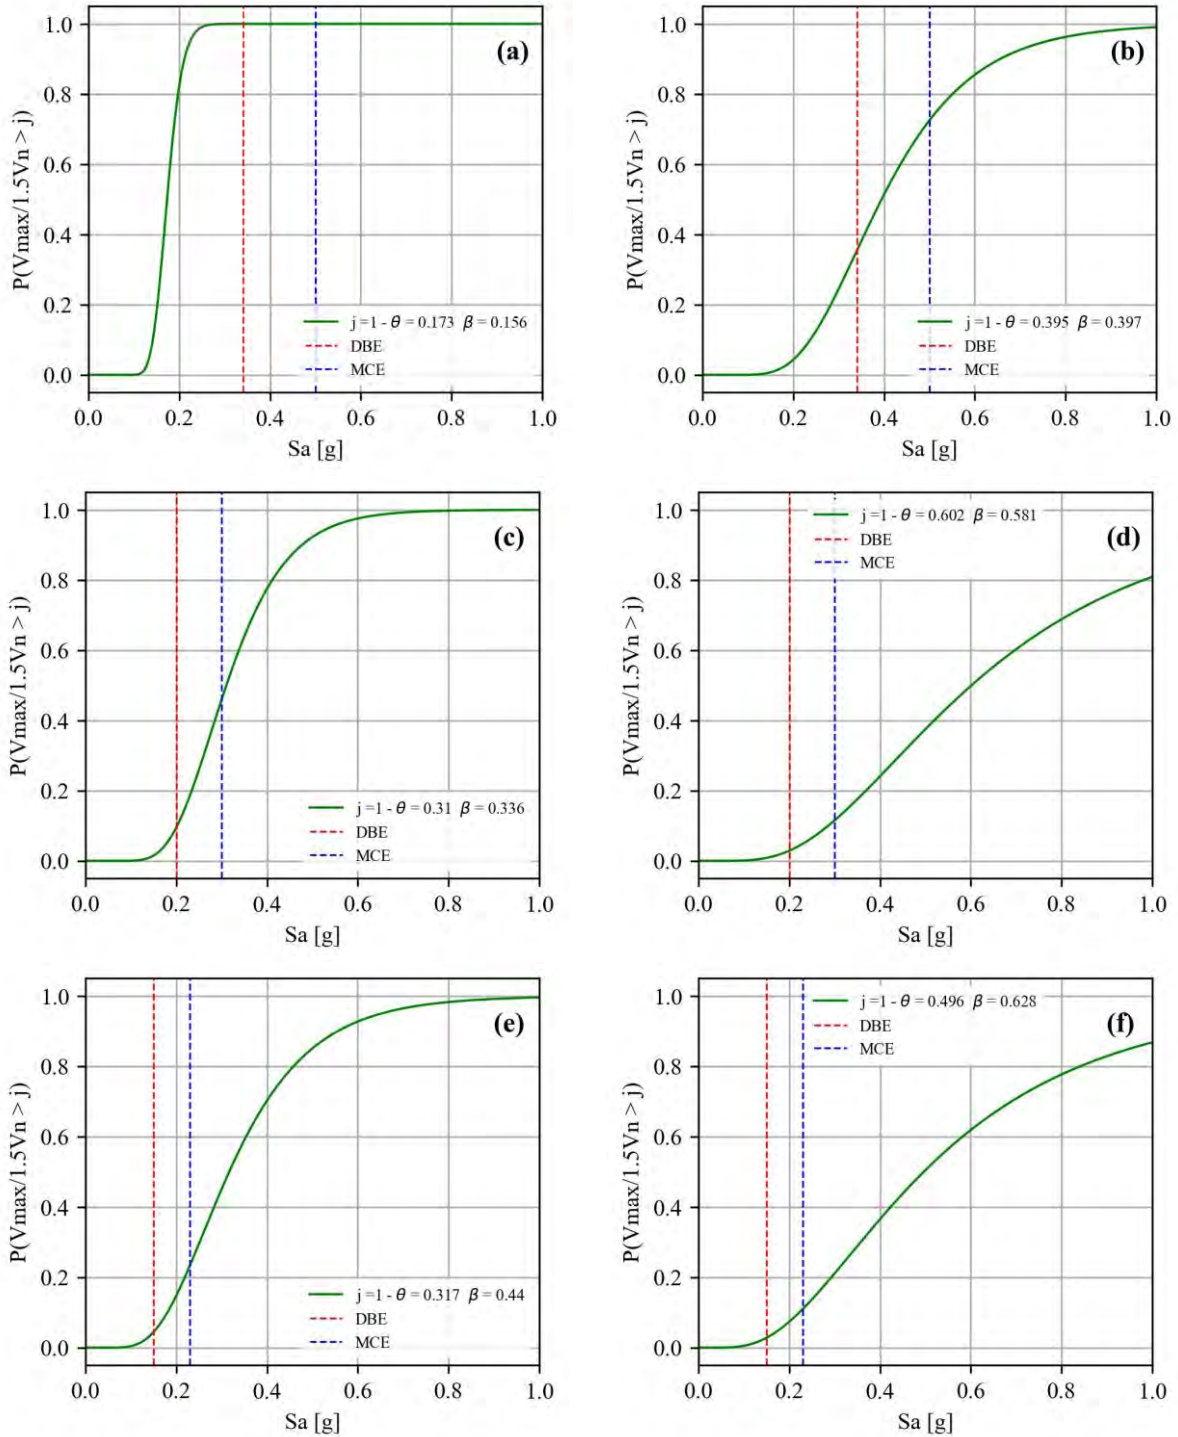 (a)
P(Vmax/1.5Vn > j)
1.0
0.8
0.6
0.4
0.2
0.0
j =1 - θ = 0.173 β = 0.156
DBE
MCE
0.0 0.2 0.4 0.6 0.8 1.0
Sa [g]
(b)
P(Vmax/1.5Vn > j)
1.0
0.8
0.6
0.4
0.2
0.0
j =1 - θ = 0.395 β = 0.397
DBE
MCE
0.0 0.2 0.4 0.6 0.8 1.0
Sa [g]
(c)
P(Vmax/1.5Vn > j)
1.0
0.8
0.6
0.4
0.2
0.0
j =1 - θ = 0.31 β = 0.336
DBE
MCE
0.0 0.2 0.4 0.6 0.8 1.0
Sa [g]
(d)
P(Vmax/1.5Vn > j)
1.0
0.8
0.6
0.4
0.2
0.0
j =1 - θ = 0.602 β = 0.581
DBE
MCE
0.0 0.2 0.4 0.6 0.8 1.0
Sa [g]
(e)
P(Vmax/1.5Vn > j)
1.0
0.8
0.6
0.4
0.2
0.0
j =1 - θ = 0.317 β = 0.44
DBE
MCE
0.0 0.2 0.4 0.6 0.8 1.0
Sa [g]
(f)
P(Vmax/1.5Vn > j)
1.0
0.8
0.6
0.4
0.2
0.0
j =1 - θ = 0.496 β = 0.628
DBE
MCE
0.0 0.2 0.4 0.6 0.8 1.0
Sa [g]